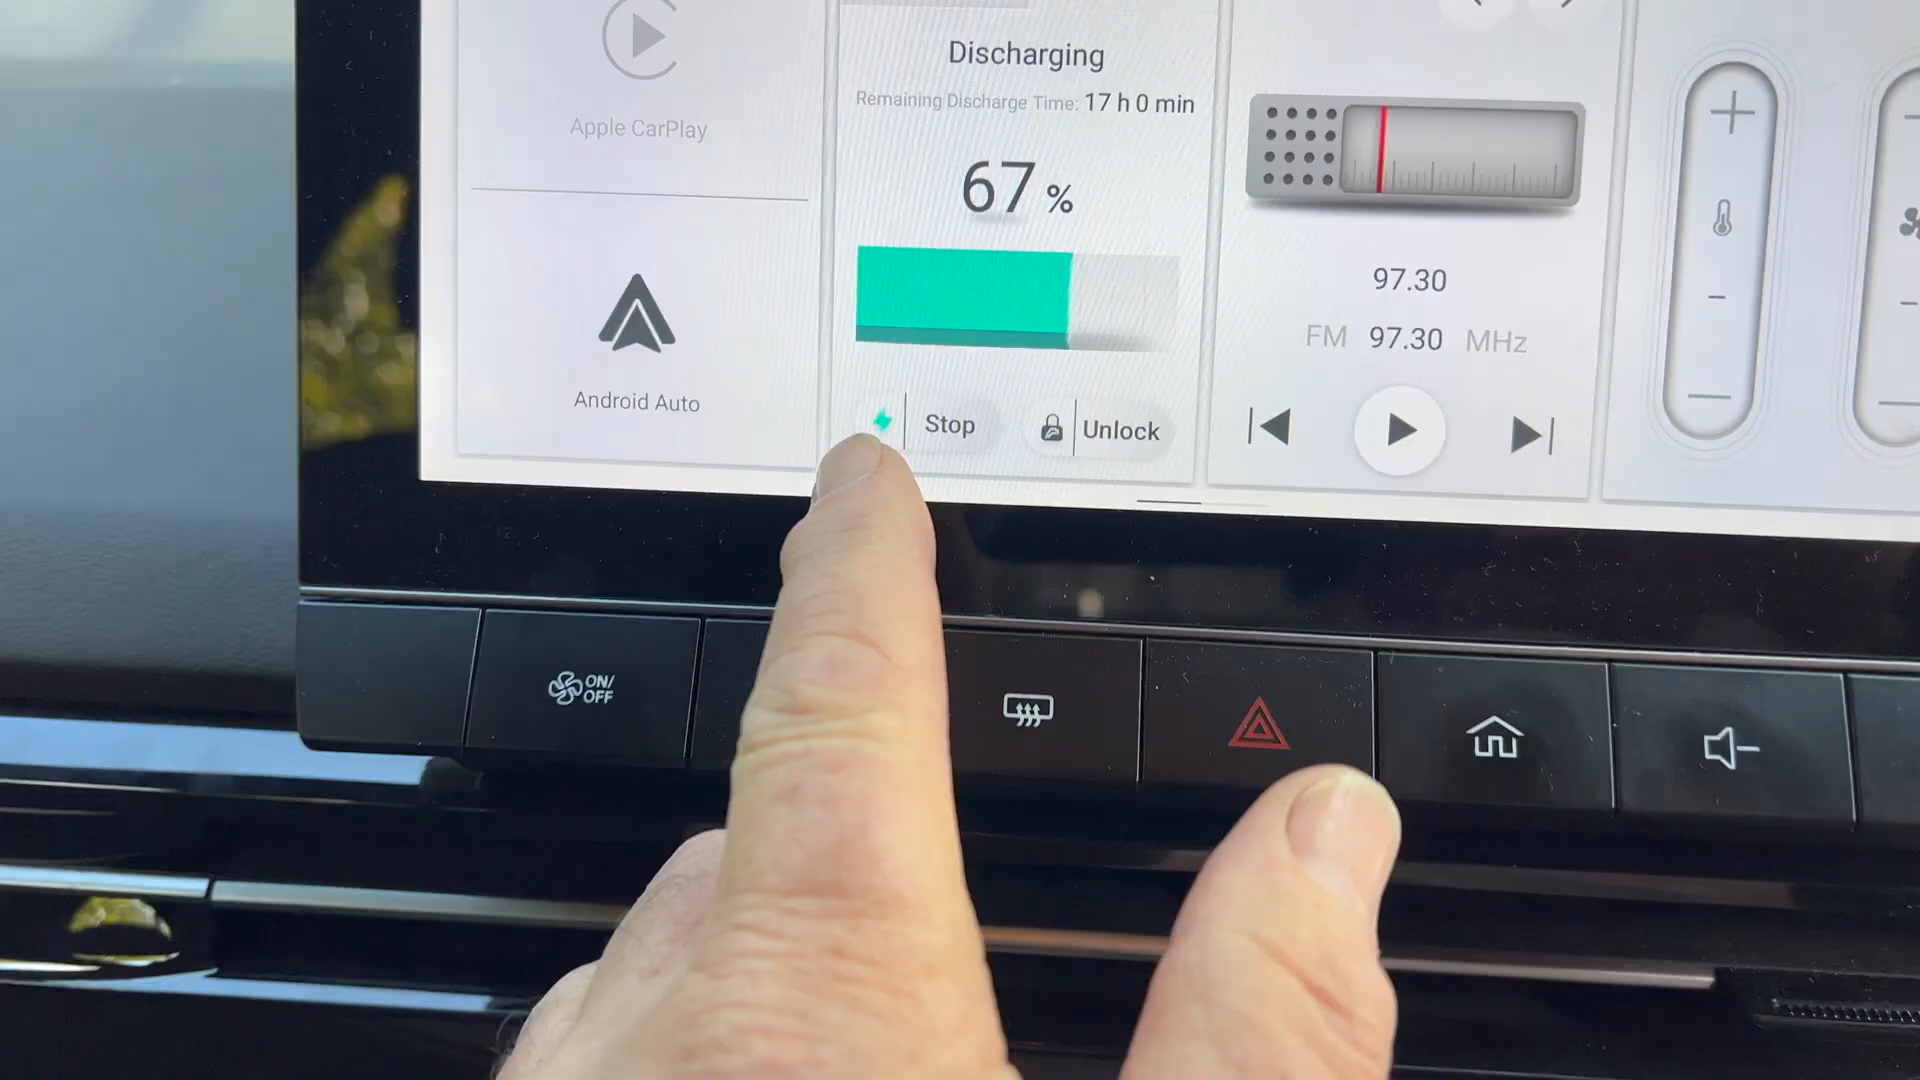 Apple CarPlay
Android Auto
Discharging
Remaining Discharge Time: 17 h 0 min
67 %
Stop
Unlock
97.30
FM 97.30 MHz
ON/
OFF